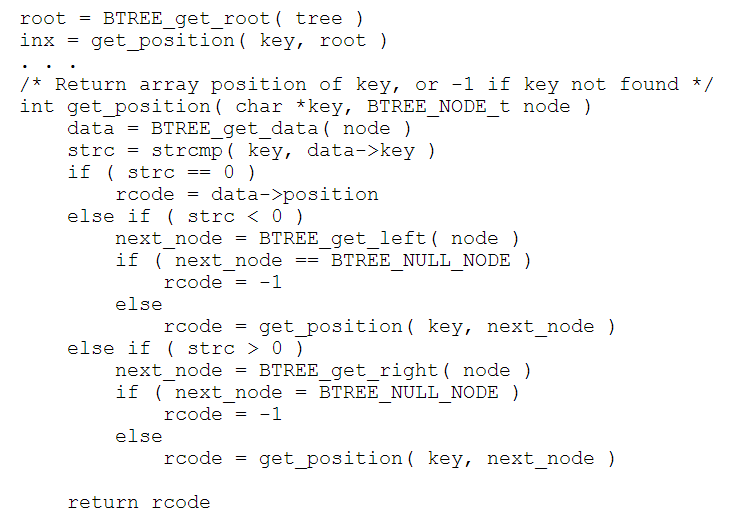 root = BTREE_get_root( tree )
inx = get_position( key, root )
. . .
/* Return array position of key, or -1 if key not found */
int get_position( char *key, BTREE_NODE_t node )
    data = BTREE_get_data( node )
    strc = strcmp( key, data->key )
    if ( strc == 0 )
        rcode = data->position
    else if ( strc < 0 )
        next_node = BTREE_get_left( node )
        if ( next_node == BTREE_NULL_NODE )
            rcode = -1
        else
            rcode = get_position( key, next_node )
    else if ( strc > 0 )
        next_node = BTREE_get_right( node )
        if ( next_node = BTREE_NULL_NODE )
            rcode = -1
        else
            rcode = get_position( key, next_node )
    return rcode